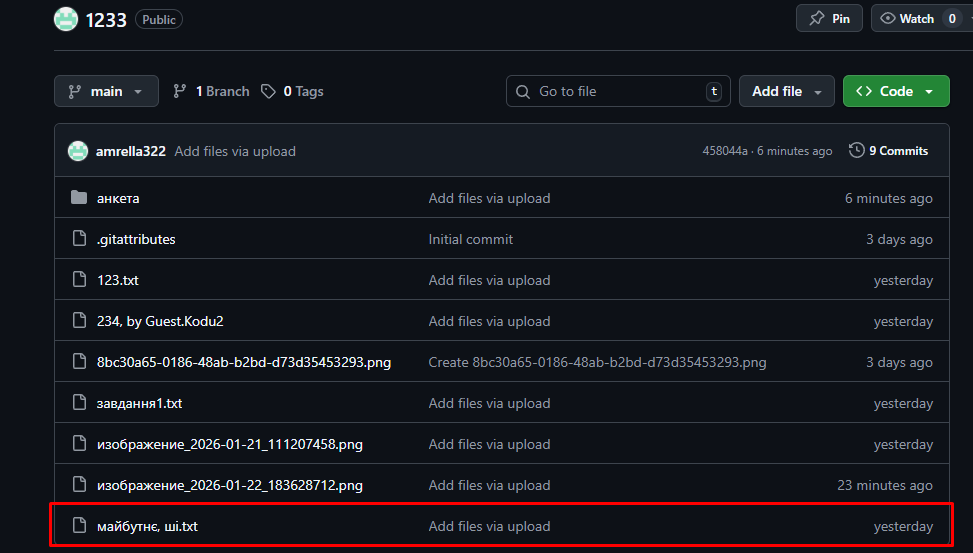 1233 Public Pin Watch 0
main 1 Branch 0 Tags Go to file t Add file Code
amrella322 Add files via upload 458044a · 6 minutes ago 9 Commits
анкета Add files via upload 6 minutes ago
.gitattributes Initial commit 3 days ago
123.txt Add files via upload yesterday
234, by Guest.Kodu2 Add files via upload yesterday
8bc30a65-0186-48ab-b2bd-d73d35453293.png Create 8bc30a65-0186-48ab-b2bd-d73d35453293.png 3 days ago
завдання1.txt Add files via upload yesterday
изображение_2026-01-21_111207458.png Add files via upload yesterday
изображение_2026-01-22_183628712.png Add files via upload 23 minutes ago
майбутнє, ші.txt Add files via upload yesterday